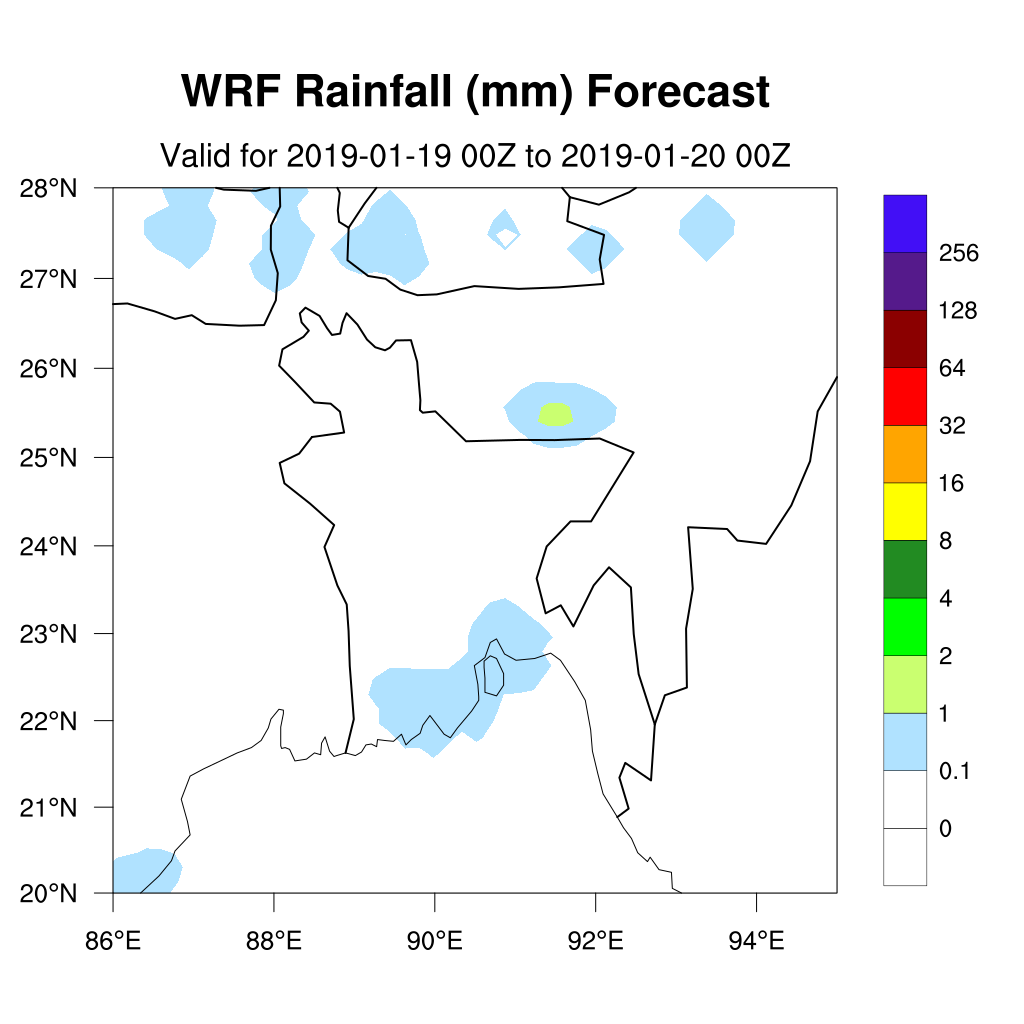 WRF Rainfall (mm) Forecast
Valid for 2019-01-19 00Z to 2019-01-20 00Z
28°N
27°N
26°N
25°N
24°N
23°N
22°N
21°N
20°N
86°E 88°E 90°E 92°E 94°E
256
128
64
32
16
8
4
2
1
0.1
0